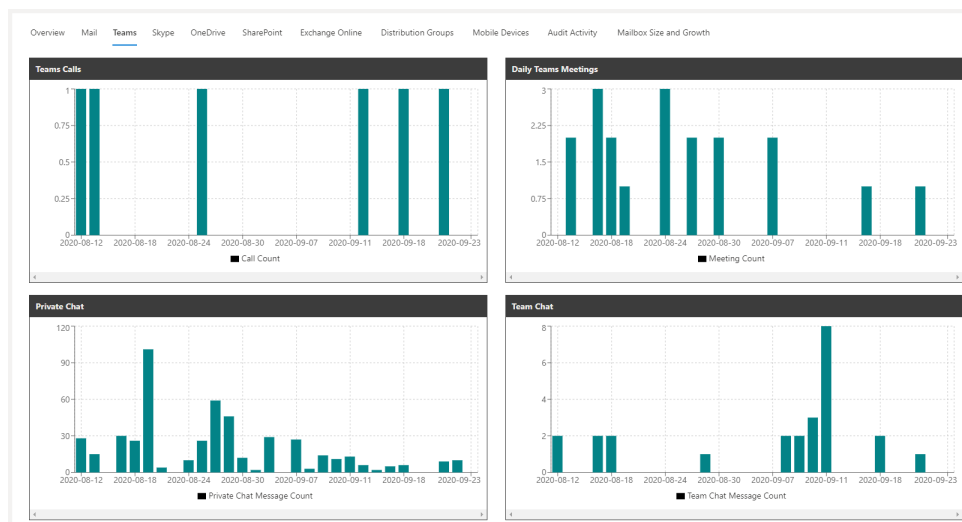 Overview Mail Teams Skype OneDrive SharePoint Exchange Online Distribution Groups Mobile Devices Audit Activity Mailbox Size and Growth
Teams Calls
1
0.75
0.5
0.25
0
2020-08-12 2020-08-18 2020-08-24 2020-08-30 2020-09-07 2020-09-11 2020-09-18 2020-09-23
Call Count
Daily Teams Meetings
3
2.25
1.5
0.75
0
2020-08-12 2020-08-18 2020-08-24 2020-08-30 2020-09-07 2020-09-11 2020-09-18 2020-09-23
Meeting Count
Private Chat
120
90
60
30
0
2020-08-12 2020-08-18 2020-08-24 2020-08-30 2020-09-07 2020-09-11 2020-09-18 2020-09-23
Private Chat Message Count
Team Chat
8
6
4
2
0
2020-08-12 2020-08-18 2020-08-24 2020-08-30 2020-09-07 2020-09-11 2020-09-18 2020-09-23
Team Chat Message Count